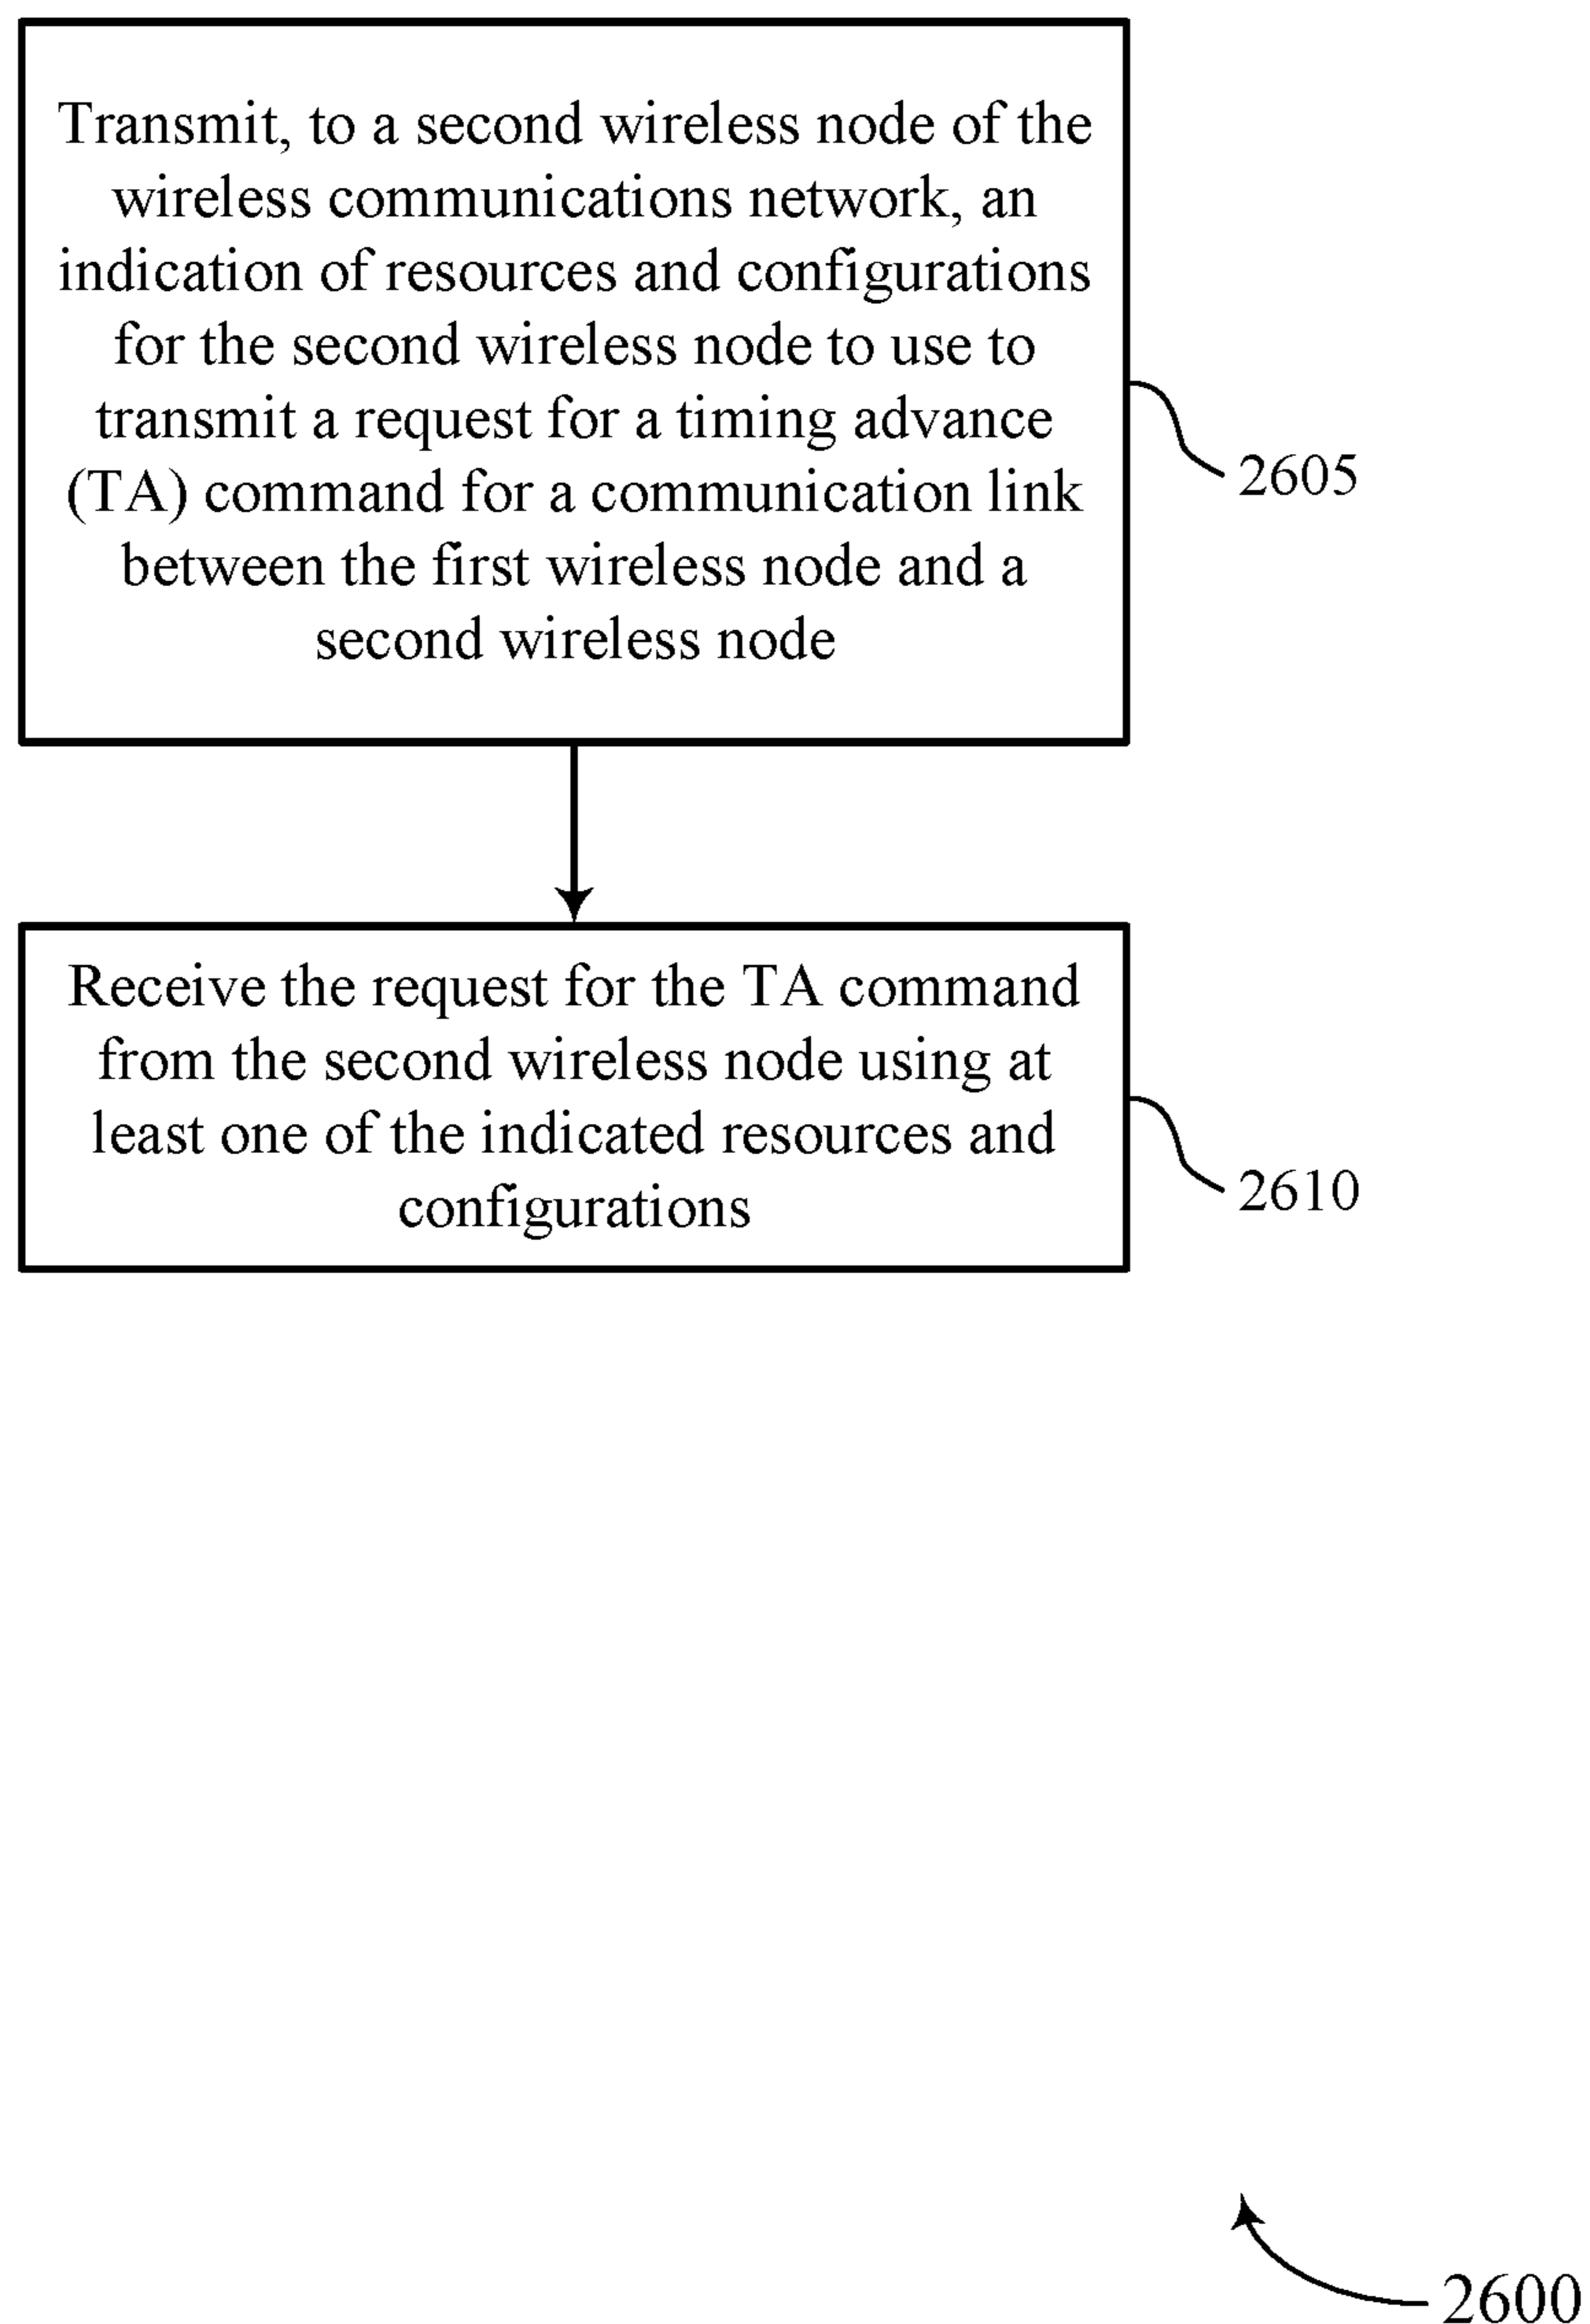 Transmit, to a second wireless node of the
wireless communications network, an
indication of resources and configurations
for the second wireless node to use to
transmit a request for a timing advance
(TA) command for a communication link
between the first wireless node and a
second wireless node
2605
Receive the request for the TA command
from the second wireless node using at
least one of the indicated resources and
configurations
2610
2600